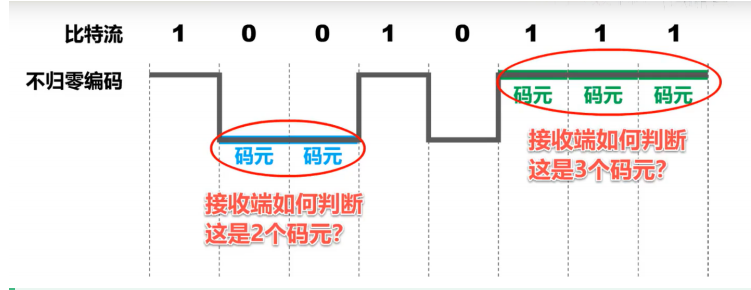 比特流 1 0 0 1 0 1 1 1
不归零编码
码元 码元 码元
码元 码元
接收端如何判断
这是3个码元?
接收端如何判断
这是2个码元?